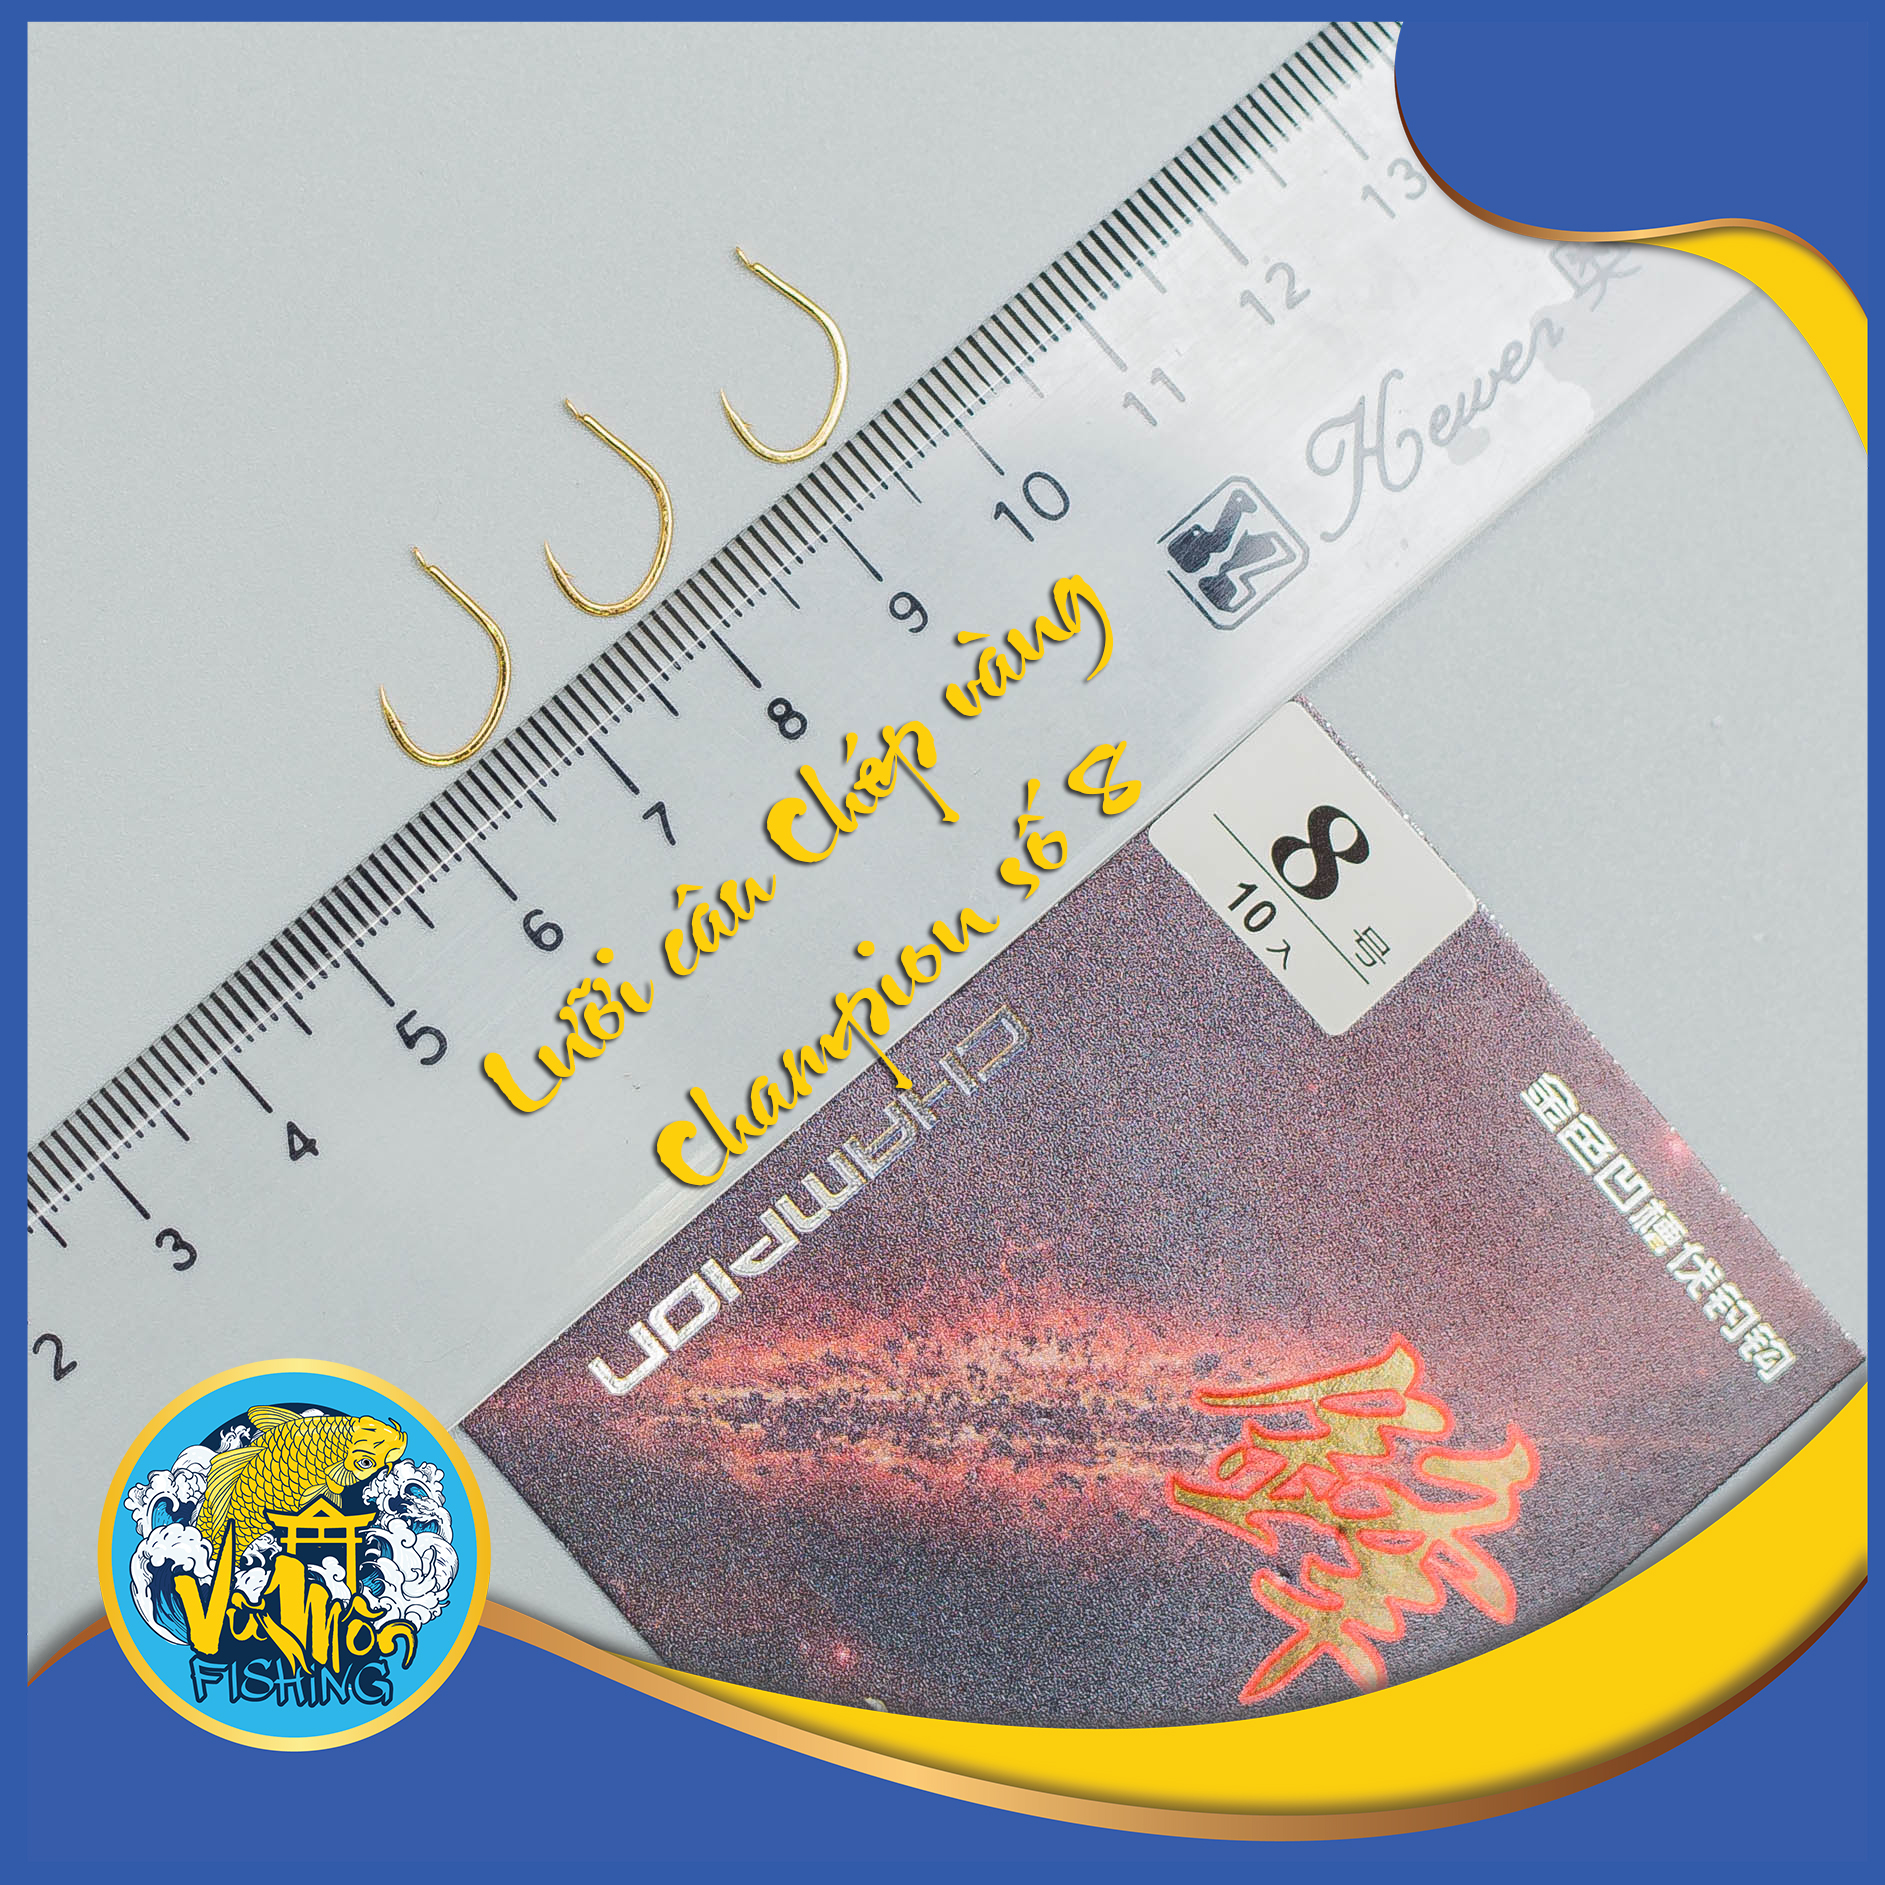 13
12
11
10
9
8
7
6
5
4
3
2
Hewen
Lưỡi câu Chép vàng
Champion số 8
8号
10入
CHAMPION
金色凹槽伏钓钩
Vũ Môn
FISHING